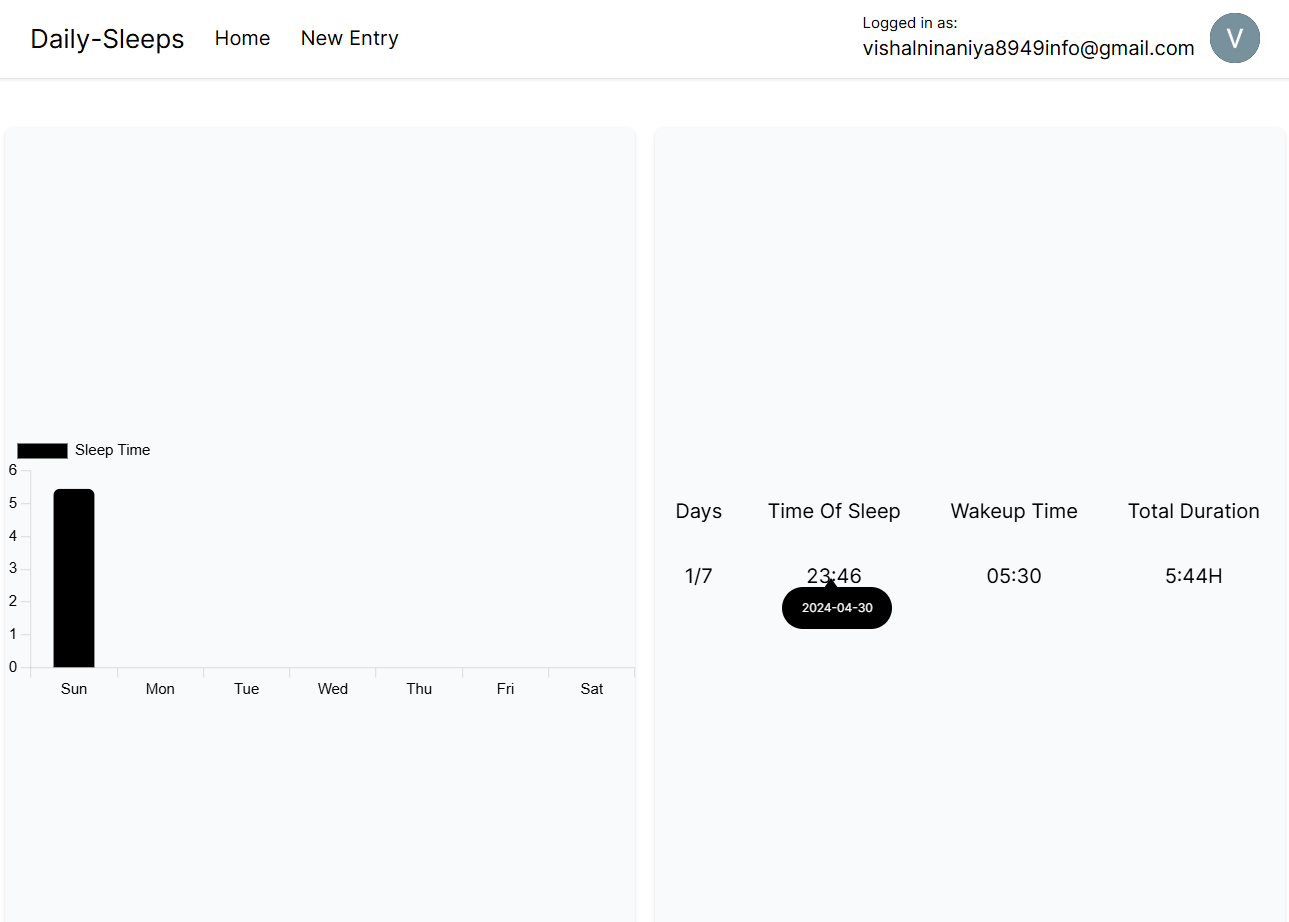 Daily-Sleeps Home New Entry
Logged in as:
vishalninaniya8949info@gmail.com
V
Sleep Time
6
5
4
3
2
1
0
Sun Mon Tue Wed Thu Fri Sat
Days Time Of Sleep Wakeup Time Total Duration
1/7 23:46 05:30 5:44H
2024-04-30